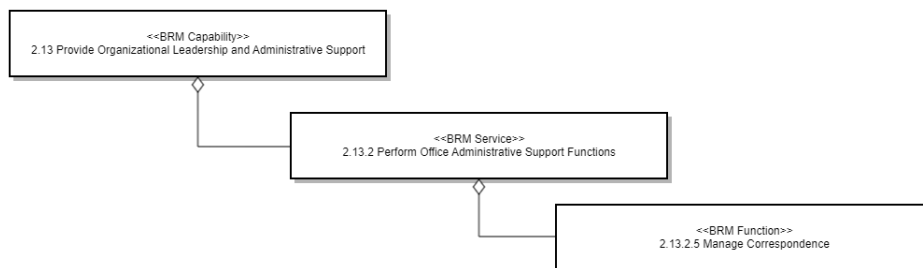 <<BRM Capability>>
2.13 Provide Organizational Leadership and Administrative Support
<<BRM Service>>
2.13.2 Perform Office Administrative Support Functions
<<BRM Function>>
2.13.2.5 Manage Correspondence